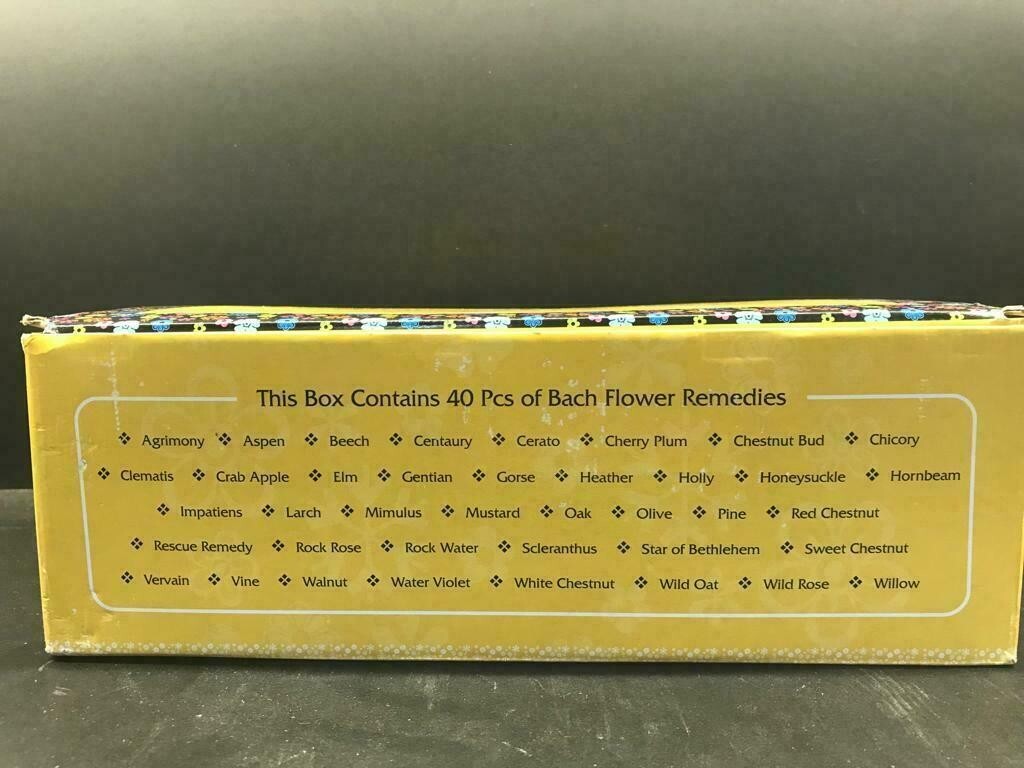 This Box Contains 40 Pcs of Bach Flower Remedies
❖ Agrimony ❖ Aspen ❖ Beech ❖ Centaury ❖ Cerato ❖ Cherry Plum ❖ Chestnut Bud ❖ Chicory
❖ Clematis ❖ Crab Apple ❖ Elm ❖ Gentian ❖ Gorse ❖ Heather ❖ Holly ❖ Honeysuckle ❖ Hornbeam
❖ Impatiens ❖ Larch ❖ Mimulus ❖ Mustard ❖ Oak ❖ Olive ❖ Pine ❖ Red Chestnut
❖ Rescue Remedy ❖ Rock Rose ❖ Rock Water ❖ Scleranthus ❖ Star of Bethlehem ❖ Sweet Chestnut
❖ Vervain ❖ Vine ❖ Walnut ❖ Water Violet ❖ White Chestnut ❖ Wild Oat ❖ Wild Rose ❖ Willow